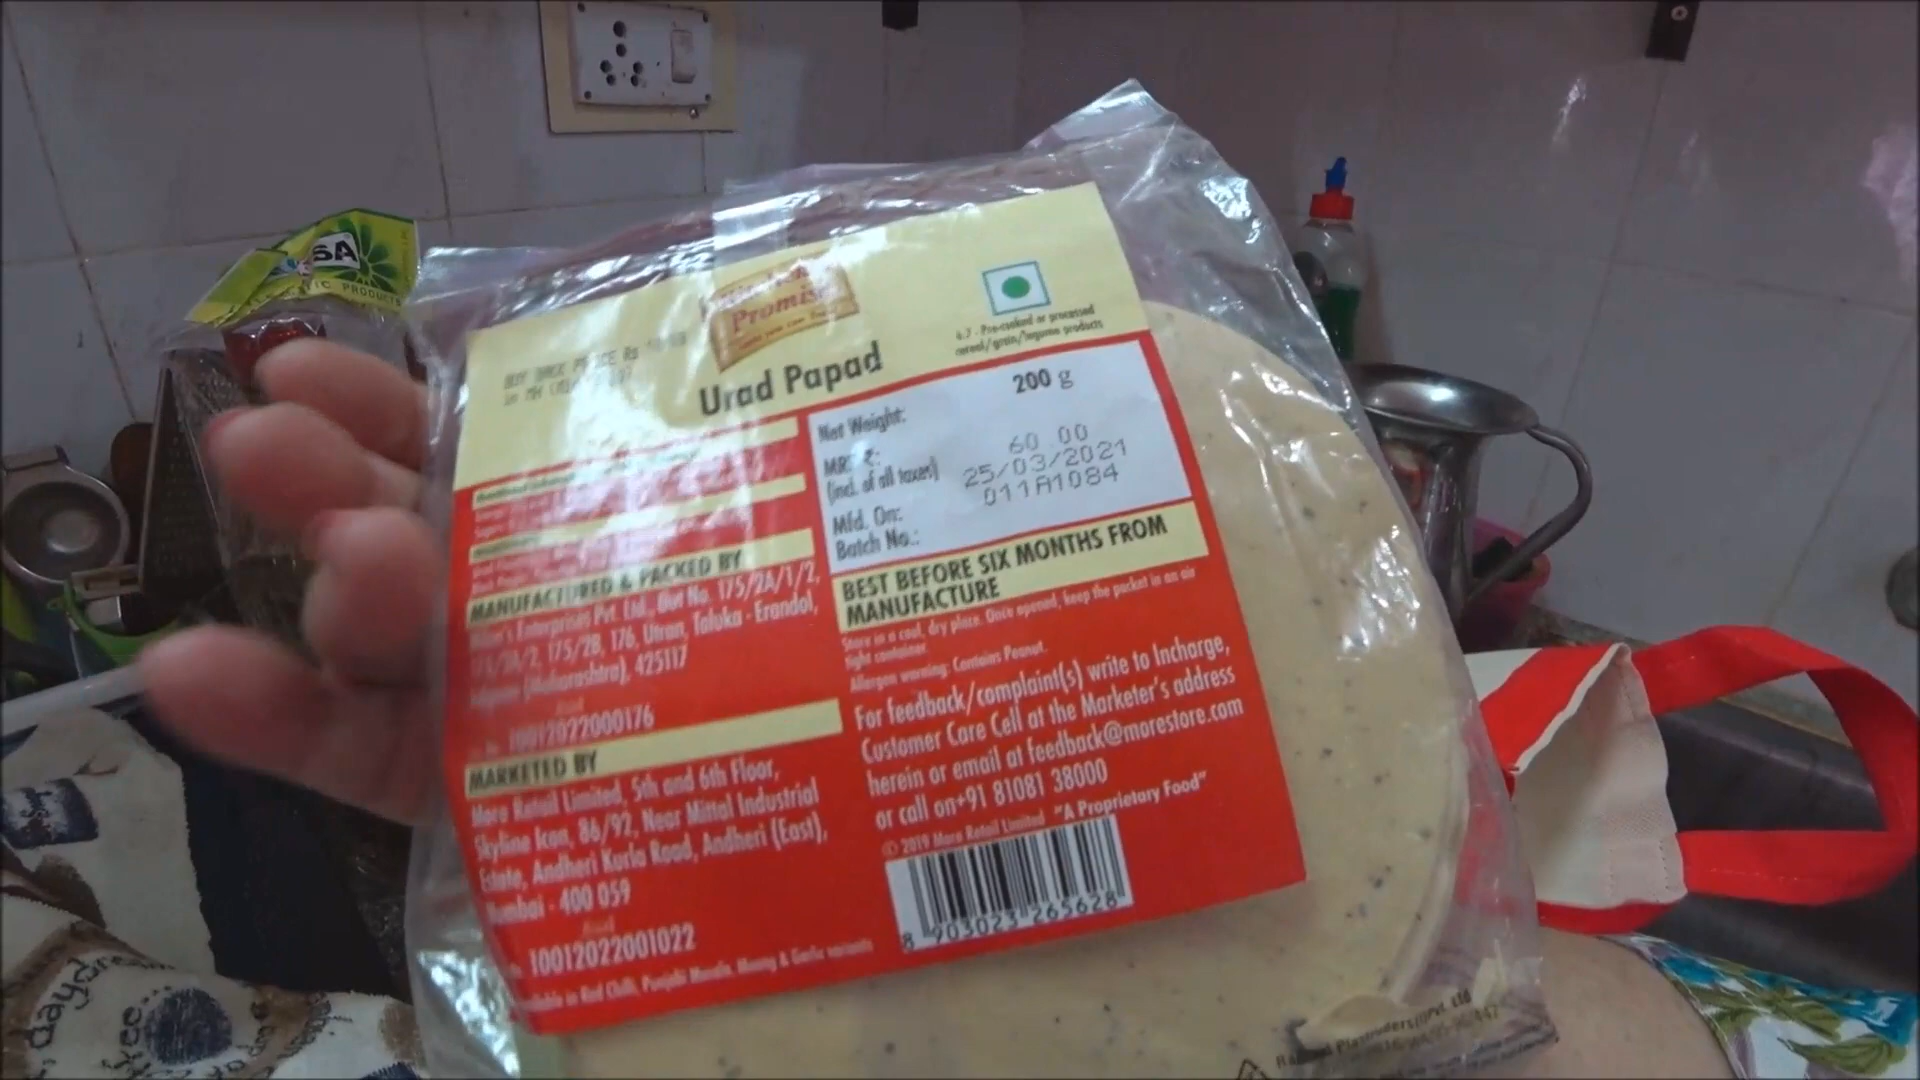 SA
PRODUCTS
Promise
Urad Papad
6.7 - Pre-cooked or processed
cereal/grain/legume products
Net Weight:
200 g
MRP ₹:
60.00
(incl. of all taxes)
25/03/2021
Mfd. On:
011A1084
Batch No.:
BEST BEFORE SIX MONTHS FROM
MANUFACTURE
Store in a cool, dry place. Once opened, keep the packet in an air
tight container.
Allergen warning: Contains Peanut.
For feedback/complaint(s) write to Incharge,
Customer Care Cell at the Marketer's address
herein or email at feedback@morestore.com
or call on+91 81081 38000
© 2019 More Retail Limited "A Proprietary Food"
8 903023 265628
MANUFACTURED & PACKED BY
Enterprises Pvt. Ltd., Gut No. 175/2A/1/2,
175/2B, 176, Utran, Taluka - Erandol,
(Maharashtra), 425117
10012022000176
MARKETED BY
More Retail Limited, 5th and 6th Floor,
Skyline Icon, 86/92, Near Mittal Industrial
Estate, Andheri Kurla Road, Andheri (East),
Mumbai - 400 059
10012022001022
in Red Chilli, Punjabi Masala, Moong & Garlic variants